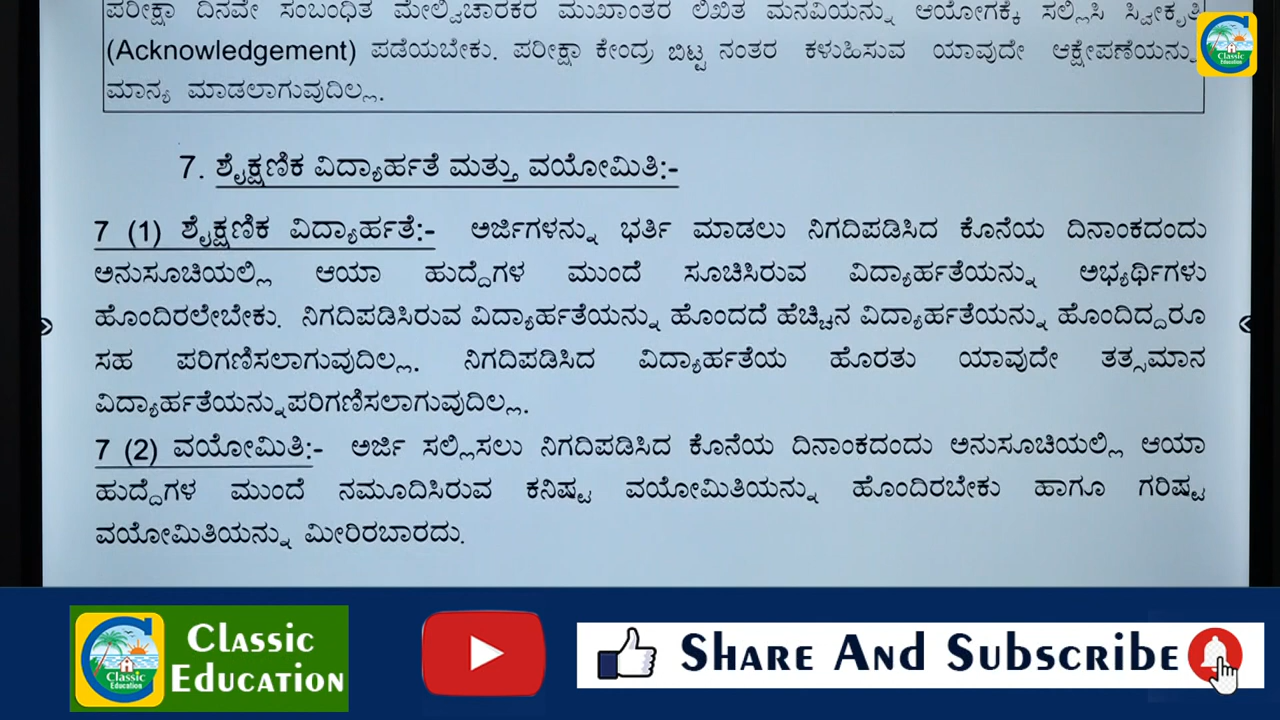 ಪರೀಕ್ಷಾ ದಿನವೇ ಸಂಬಂಧಿತ ಮೇಲ್ವಿಚಾರಕರ ಮುಖಾಂತರ ಲಿಖಿತ ಮನವಿಯನ್ನು ಆಯೋಗಕ್ಕೆ ಸಲ್ಲಿಸಿ ಸ್ವೀಕೃತಿ
(Acknowledgement) ಪಡೆಯಬೇಕು. ಪರೀಕ್ಷಾ ಕೇಂದ್ರ ಬಿಟ್ಟ ನಂತರ ಕಳುಹಿಸುವ ಯಾವುದೇ ಆಕ್ಷೇಪಣೆಯನ್ನು
ಮಾನ್ಯ ಮಾಡಲಾಗುವುದಿಲ್ಲ.
7. ಶೈಕ್ಷಣಿಕ ವಿದ್ಯಾರ್ಹತೆ ಮತ್ತು ವಯೋಮಿತಿ:-
7 (1) ಶೈಕ್ಷಣಿಕ ವಿದ್ಯಾರ್ಹತೆ:- ಅರ್ಜಿಗಳನ್ನು ಭರ್ತಿ ಮಾಡಲು ನಿಗದಿಪಡಿಸಿದ ಕೊನೆಯ ದಿನಾಂಕದಂದು
ಅನುಸೂಚಿಯಲ್ಲಿ ಆಯಾ ಹುದ್ದೆಗಳ ಮುಂದೆ ಸೂಚಿಸಿರುವ ವಿದ್ಯಾರ್ಹತೆಯನ್ನು ಅಭ್ಯರ್ಥಿಗಳು
ಹೊಂದಿರಲೇಬೇಕು. ನಿಗದಿಪಡಿಸಿರುವ ವಿದ್ಯಾರ್ಹತೆಯನ್ನು ಹೊಂದದೆ ಹೆಚ್ಚಿನ ವಿದ್ಯಾರ್ಹತೆಯನ್ನು ಹೊಂದಿದ್ದರೂ
ಸಹ ಪರಿಗಣಿಸಲಾಗುವುದಿಲ್ಲ. ನಿಗದಿಪಡಿಸಿದ ವಿದ್ಯಾರ್ಹತೆಯ ಹೊರತು ಯಾವುದೇ ತತ್ಸಮಾನ
ವಿದ್ಯಾರ್ಹತೆಯನ್ನುಪರಿಗಣಿಸಲಾಗುವುದಿಲ್ಲ.
7 (2) ವಯೋಮಿತಿ:- ಅರ್ಜಿ ಸಲ್ಲಿಸಲು ನಿಗದಿಪಡಿಸಿದ ಕೊನೆಯ ದಿನಾಂಕದಂದು ಅನುಸೂಚಿಯಲ್ಲಿ ಆಯಾ
ಹುದ್ದೆಗಳ ಮುಂದೆ ನಮೂದಿಸಿರುವ ಕನಿಷ್ಟ ವಯೋಮಿತಿಯನ್ನು ಹೊಂದಿರಬೇಕು ಹಾಗೂ ಗರಿಷ್ಟ
ವಯೋಮಿತಿಯನ್ನು ಮೀರಿರಬಾರದು.
Classic
Education
Classic
Education
Classic
Education
Share And Subscribe